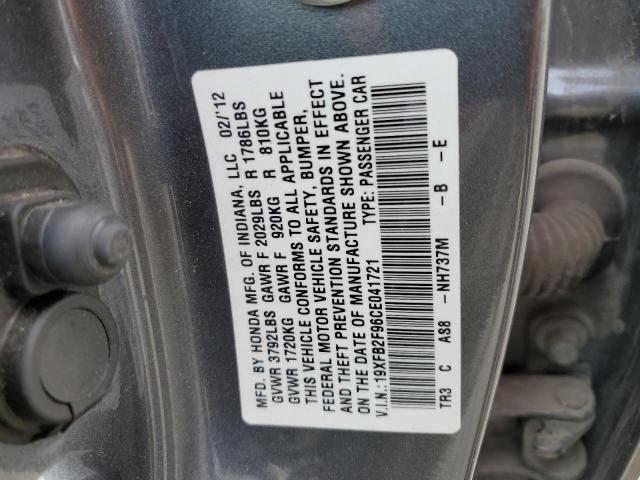 MFD. BY HONDA MFG. OF INDIANA, LLC 02/'12
GVWR 3792LBS GAWR F 2029LBS R 1786LBS
GVWR 1720KG GAWR F 920KG R 810KG
THIS VEHICLE CONFORMS TO ALL APPLICABLE
FEDERAL MOTOR VEHICLE SAFETY, BUMPER,
AND THEFT PREVENTION STANDARDS IN EFFECT
ON THE DATE OF MANUFACTURE SHOWN ABOVE.
V.I.N.:19XFB2F96CE041721 TYPE: PASSENGER CAR
TR3 C AS8 -NH737M -B -E